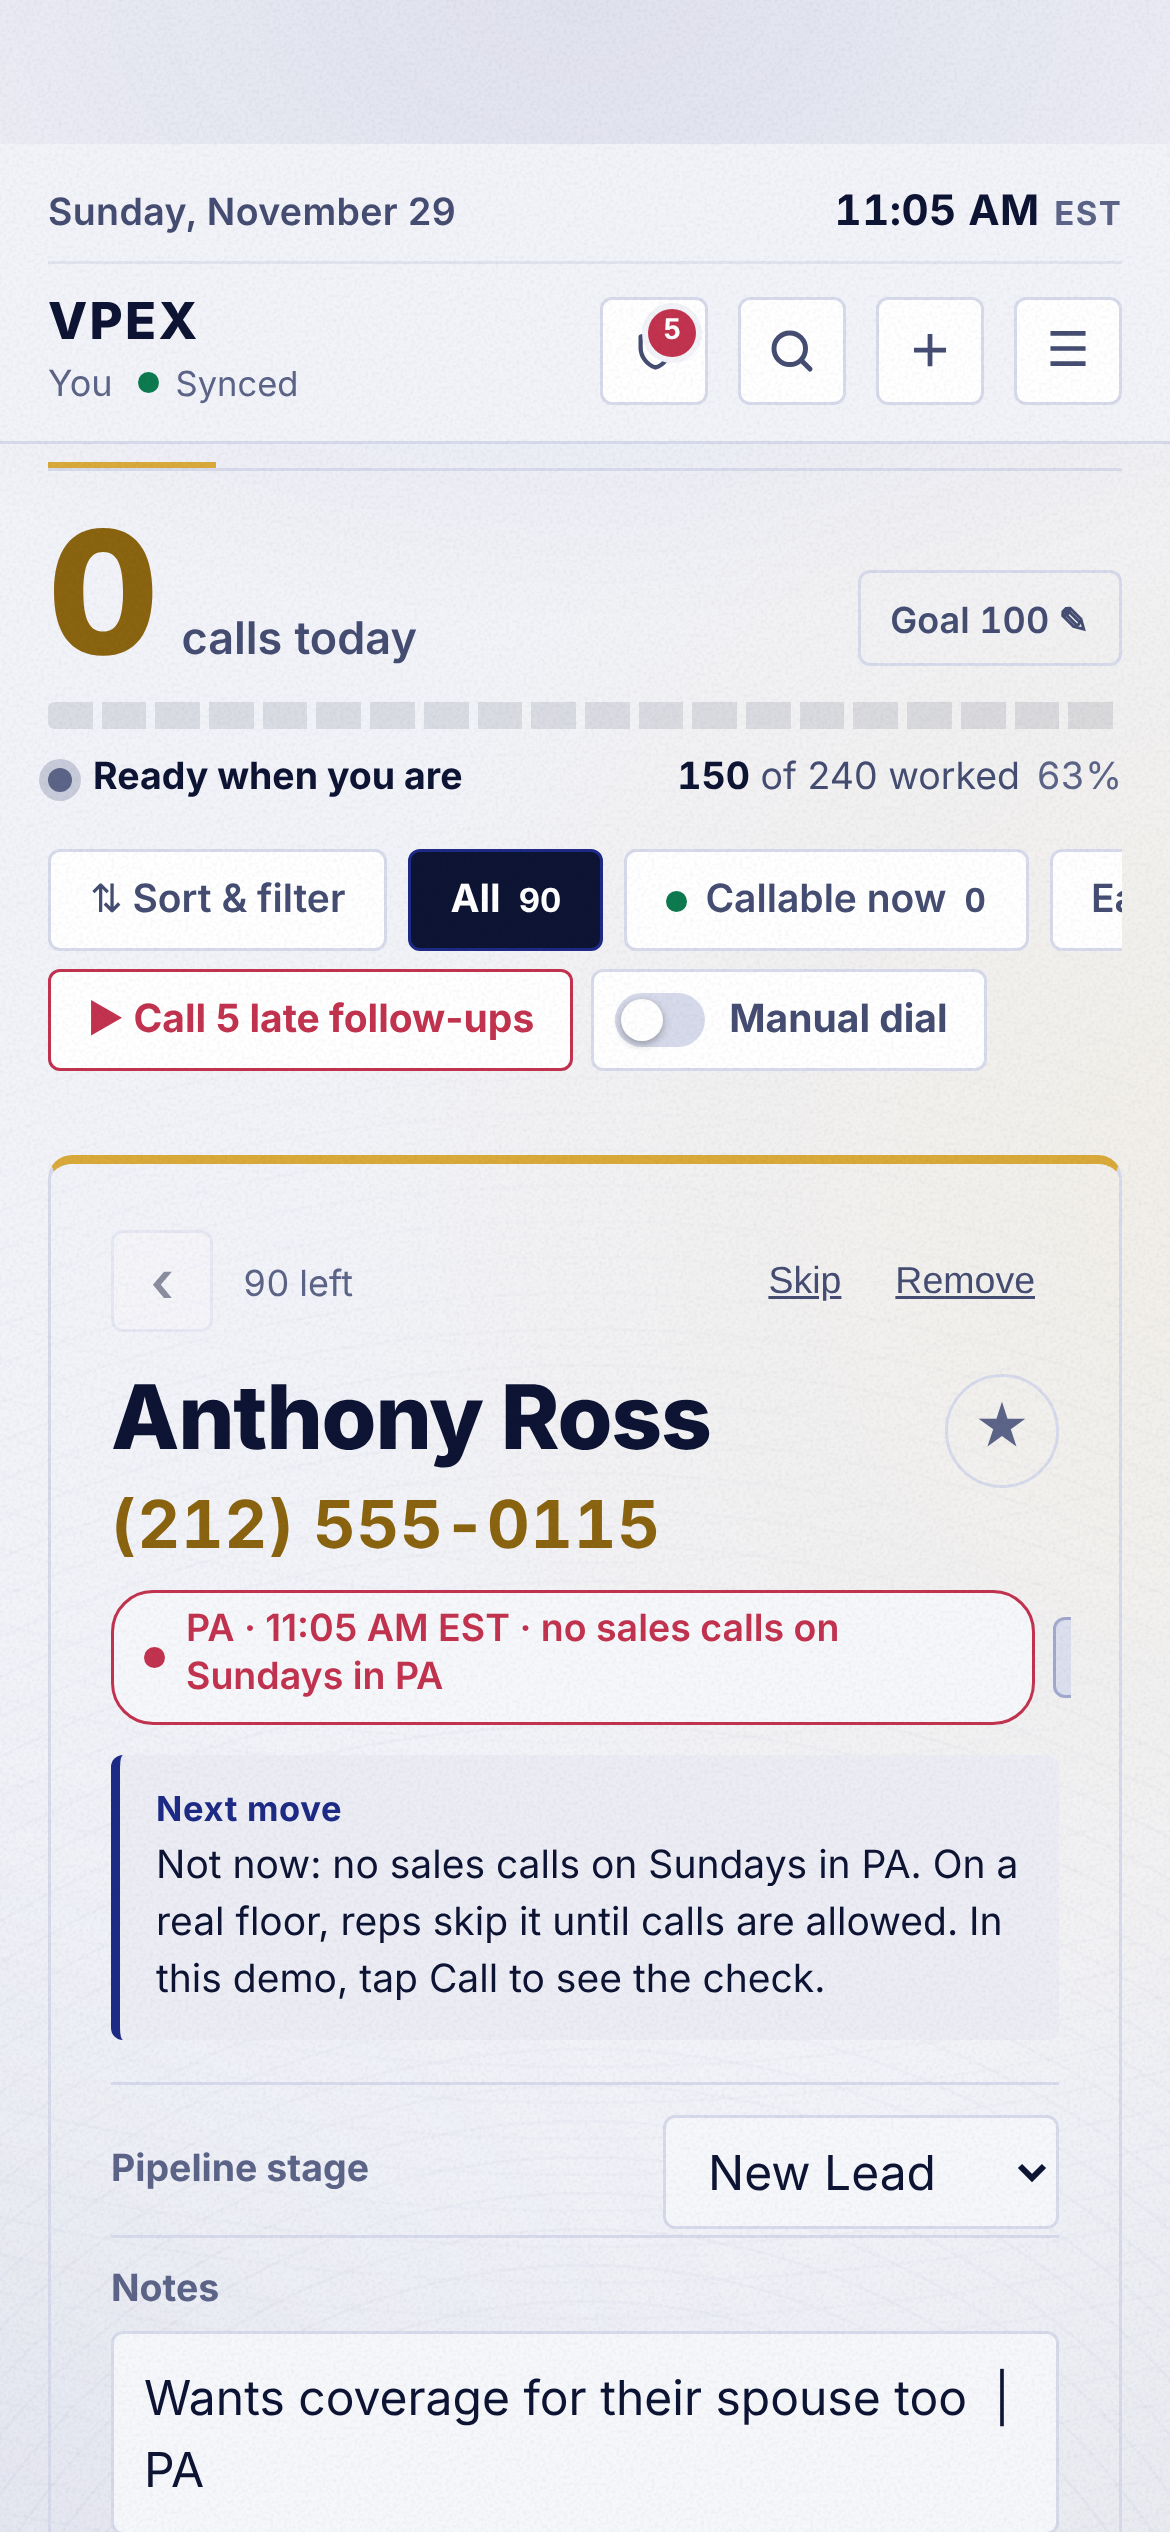 Sunday, November 29
11:05 AM EST
VPEX
You Synced
5
0 calls today
Goal 100 ✎
Ready when you are
150 of 240 worked 63%
⇅ Sort & filter
All 90
Callable now 0
▶ Call 5 late follow-ups
Manual dial
‹
90 left
Skip
Remove
Anthony Ross
★
(212) 555-0115
PA · 11:05 AM EST · no sales calls on
Sundays in PA
Next move
Not now: no sales calls on Sundays in PA. On a
real floor, reps skip it until calls are allowed. In
this demo, tap Call to see the check.
Pipeline stage
New Lead
Notes
Wants coverage for their spouse too |
PA